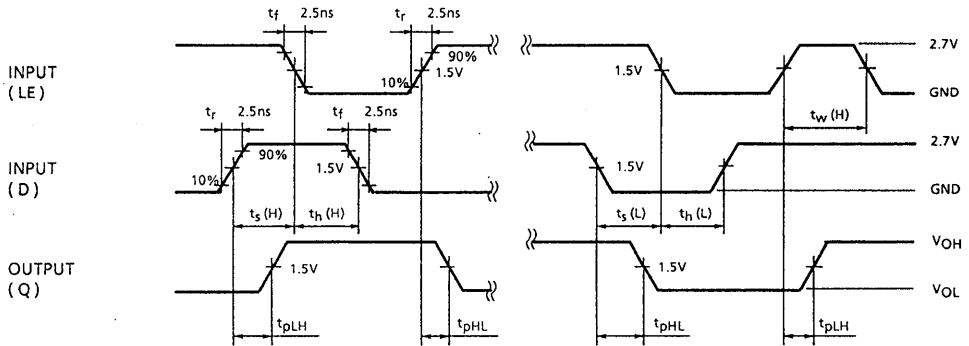 tf 2.5ns tr 2.5ns
INPUT (LE) 10% 90% 1.5V 1.5V 2.7V GND
tr 2.5ns tf 2.5ns tw (H)
INPUT (D) 10% 90% 1.5V 1.5V 2.7V GND
ts (H) th (H) ts (L) th (L)
OUTPUT (Q) 1.5V 1.5V VOH VOL
tpLH tpHL tpHL tpLH